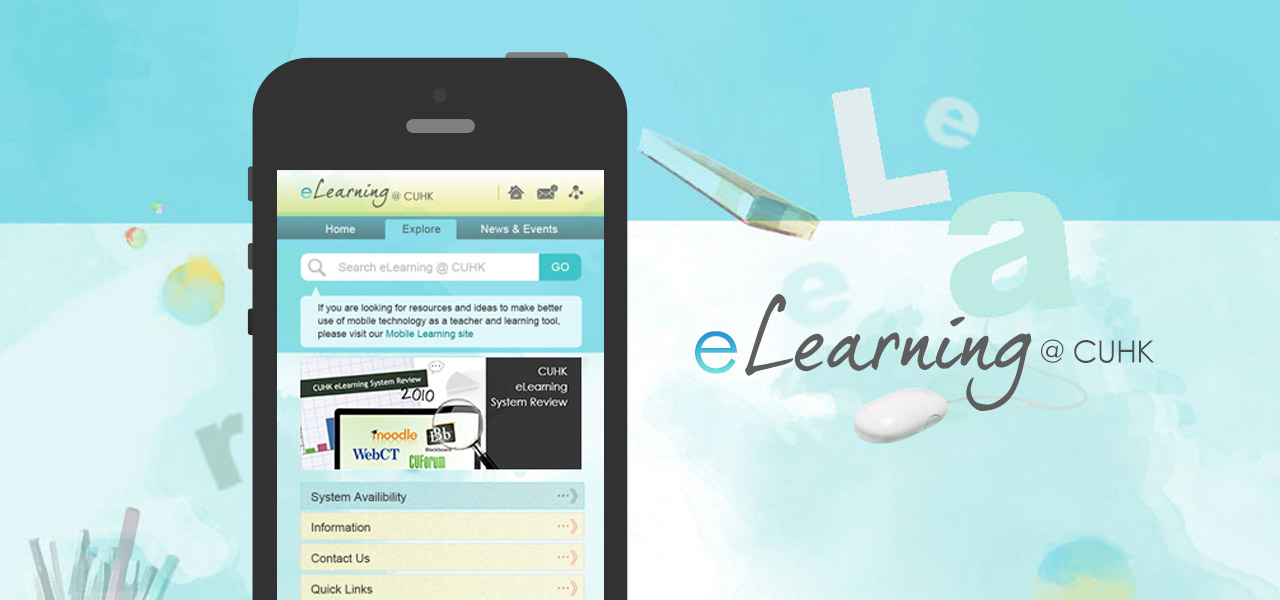 eLearning @ CUHK
Home Explore News & Events
Search eLearning @ CUHK GO
If you are looking for resources and ideas to make better
use of mobile technology as a teacher and learning tool,
please visit our Mobile Learning site
CUHK eLearning System Review
2010
moodle
Bb
Blackboard
WebCT
CUForum
CUHK
eLearning
System Review
System Availibility
Information
Contact Us
Quick Links
e
L
a
e
r
eLearning @ CUHK